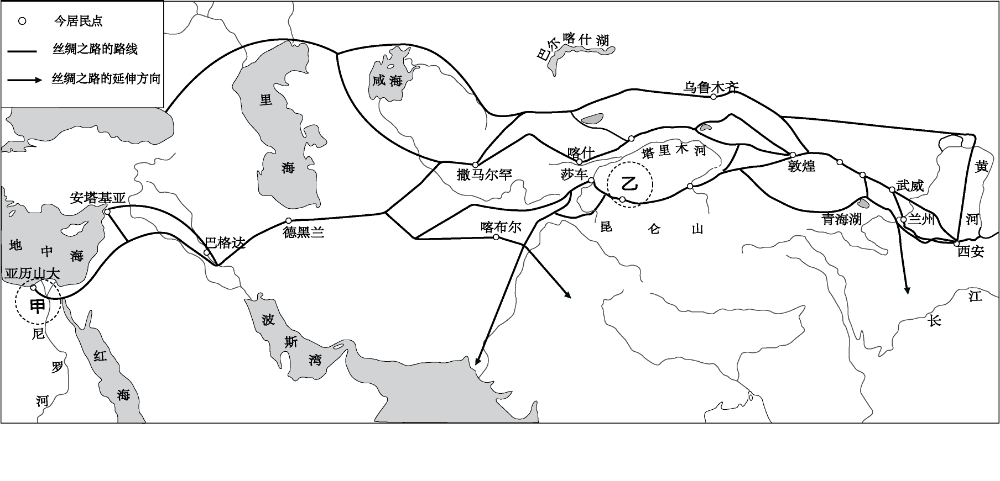 今居民点
丝绸之路的路线
丝绸之路的延伸方向
巴尔喀什湖
咸海
里海
乌鲁木齐
塔里木河
喀什
撒马尔罕
莎车
乙
敦煌
黄河
武威
安塔基亚
德黑兰
喀布尔
昆仑山
青海湖
兰州
西安
巴格达
地中海
亚历山大
甲
尼罗河
红海
波斯湾
长江